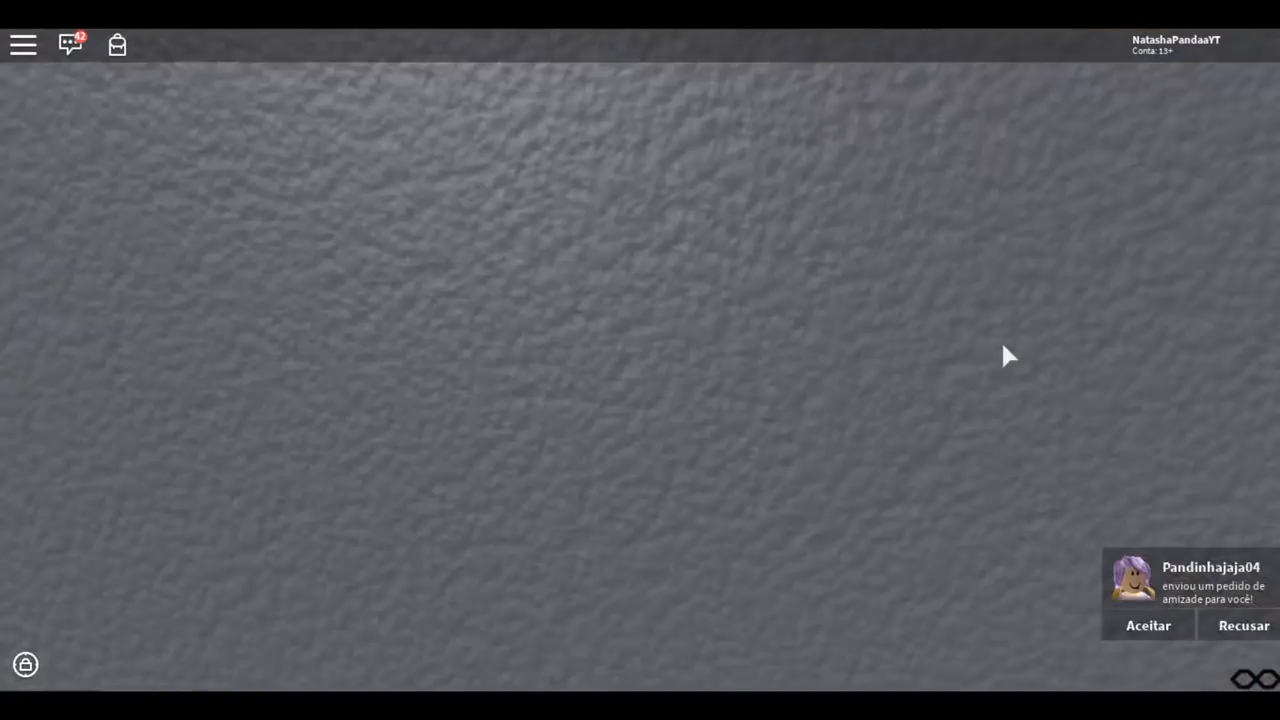 42
NatashaPandaaYT
Conta: 13+
Pandinhajaja04
enviou um pedido de
amizade para você!
Aceitar
Recusar